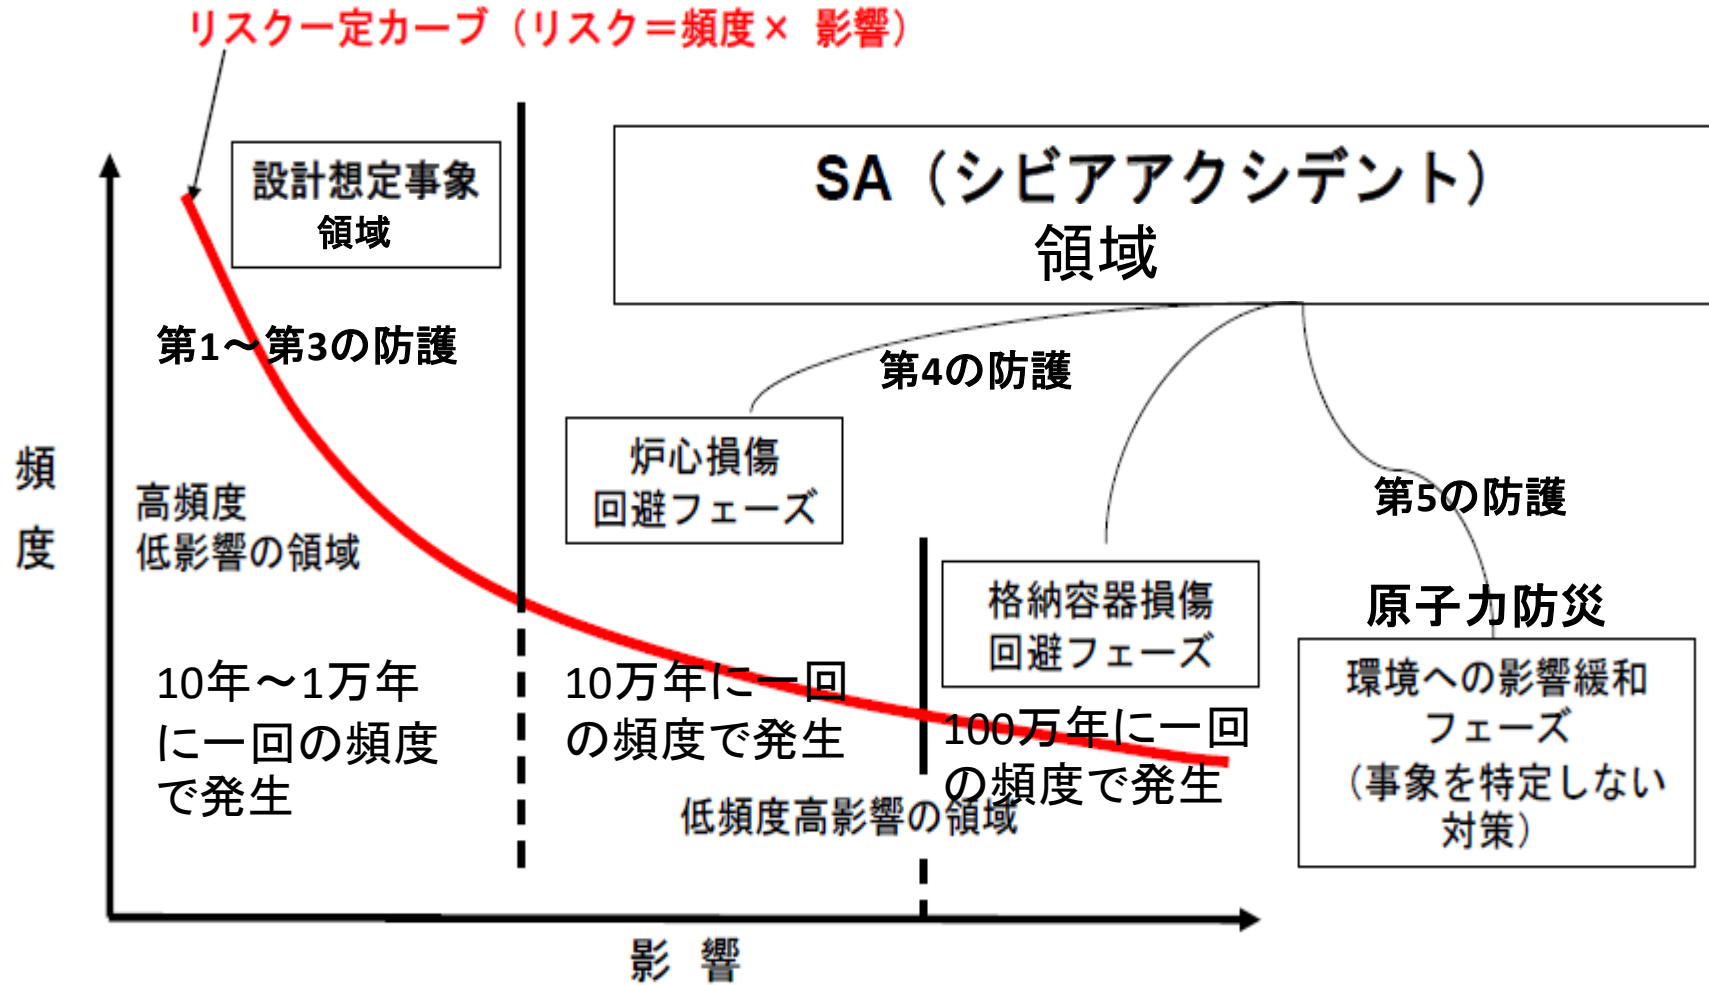 リスク一定カーブ（リスク＝頻度× 影響）
設計想定事象
領域
SA（シビアアクシデント）
領域
第1～第3の防護
第4の防護
炉心損傷
回避フェーズ
第5の防護
頻
度
高頻度
低影響の領域
格納容器損傷
回避フェーズ
原子力防災
環境への影響緩和
フェーズ
（事象を特定しない
対策）
10年～1万年
に一回の頻度
で発生
10万年に一回
の頻度で発生
100万年に一回
の頻度で発生
低頻度高影響の領域
影 響